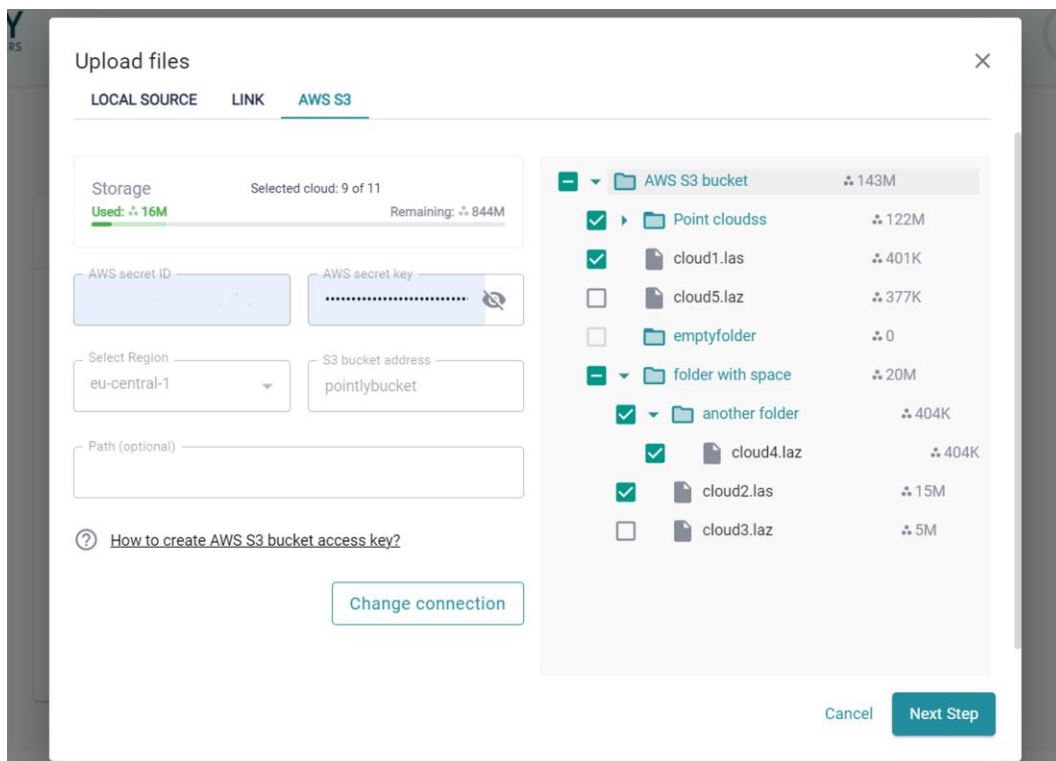 Y
ERS
Upload files
LOCAL SOURCE LINK AWS S3
Storage Selected cloud: 9 of 11
Used: 16M Remaining: 844M
AWS secret ID
AWS secret key
••••••••••••••••••••••••••••
Select Region
eu-central-1
S3 bucket address
pointlybucket
Path (optional)
How to create AWS S3 bucket access key?
Change connection
AWS S3 bucket 143M
Point cloudss 122M
cloud1.las 401K
cloud5.laz 377K
emptyfolder 0
folder with space 20M
another folder 404K
cloud4.laz 404K
cloud2.las 15M
cloud3.laz 5M
Cancel Next Step